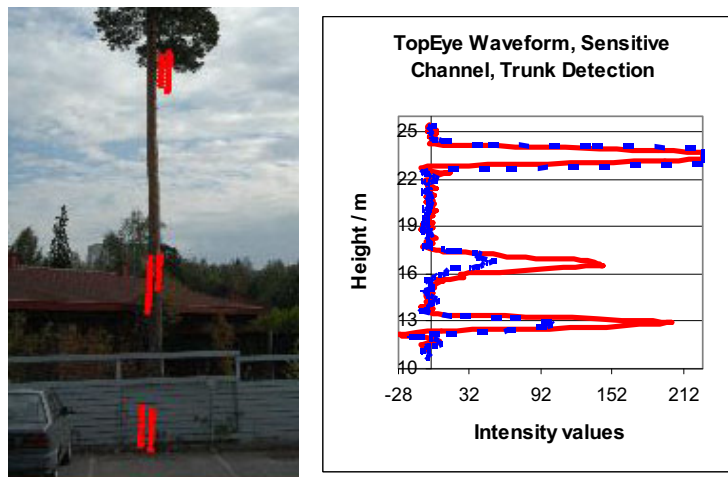 TopEye Waveform, Sensitive
Channel, Trunk Detection
25
22
19
16
13
10
Height / m
-28 32 92 152 212
Intensity values